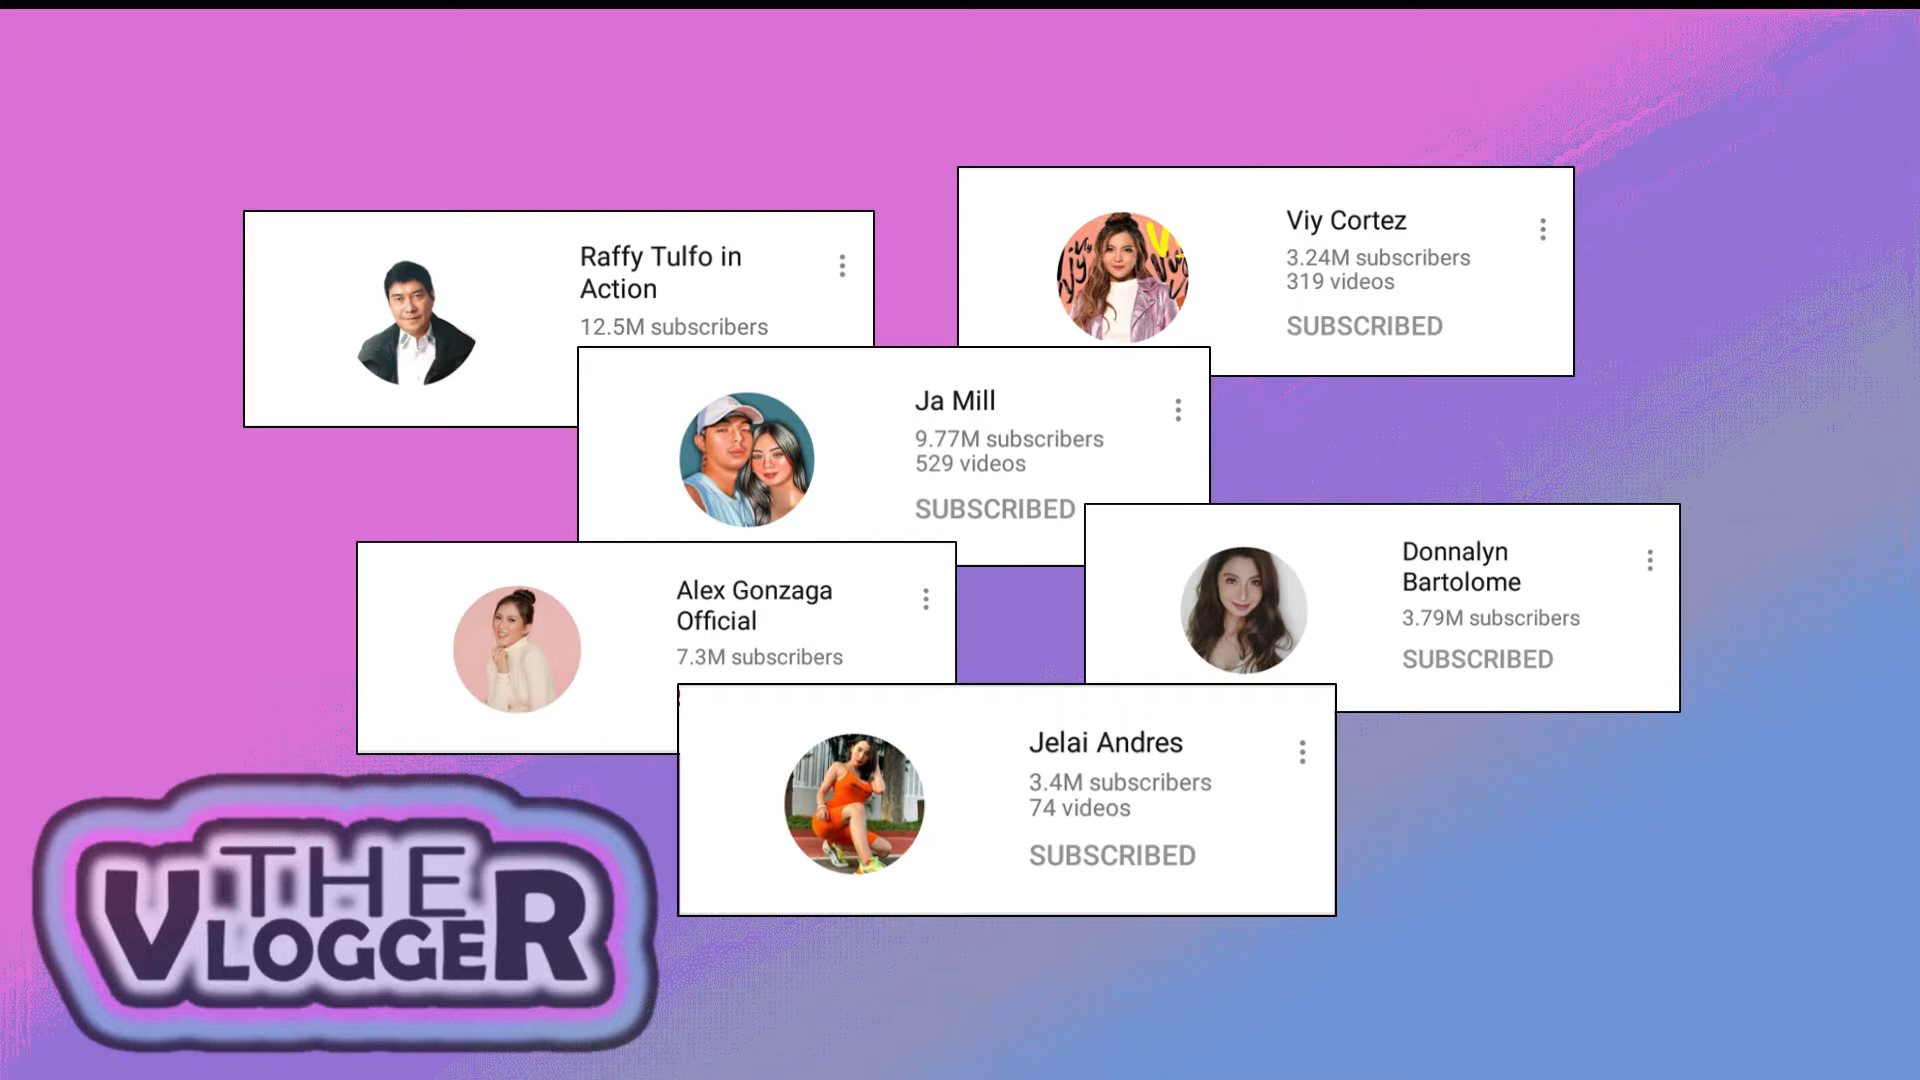 Raffy Tulfo in
Action
12.5M subscribers
Viy Cortez
3.24M subscribers
319 videos
SUBSCRIBED
Ja Mill
9.77M subscribers
529 videos
SUBSCRIBED
Alex Gonzaga
Official
7.3M subscribers
Donnalyn
Bartolome
3.79M subscribers
SUBSCRIBED
Jelai Andres
3.4M subscribers
74 videos
SUBSCRIBED
THE
VLOGGER